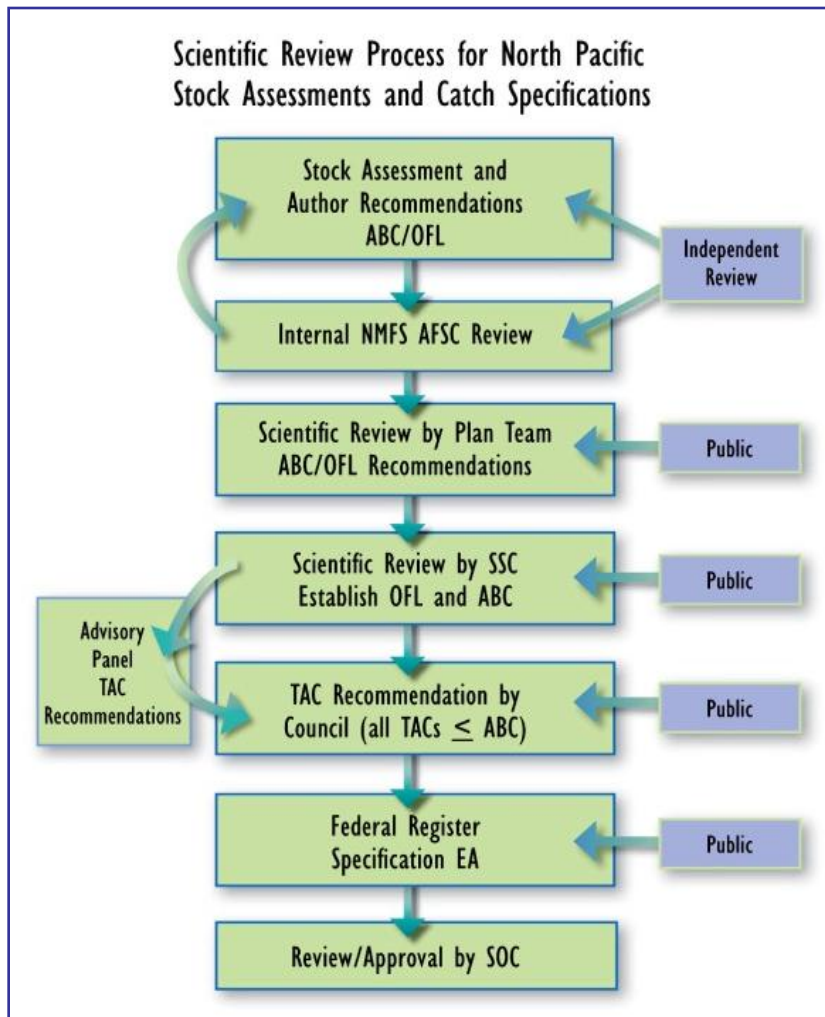 Scientific Review Process for North Pacific
Stock Assessments and Catch Specifications
Stock Assessment and
Author Recommendations
ABC/OFL
Independent
Review
Internal NMFS AFSC Review
Scientific Review by Plan Team
ABC/OFL Recommendations
Public
Scientific Review by SSC
Establish OFL and ABC
Public
Advisory
Panel
TAC
Recommendations
TAC Recommendation by
Council (all TACs ≤ ABC)
Public
Federal Register
Specification EA
Public
Review/Approval by SOC